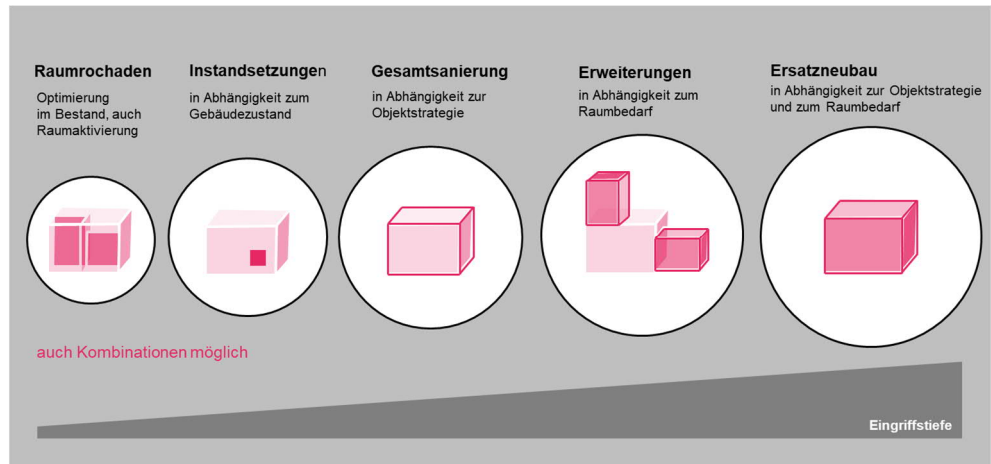 Raumrochaden
Optimierung
im Bestand, auch
Raumaktivierung
Instandsetzungen
in Abhängigkeit zum
Gebäudezustand
Gesamtsanierung
in Abhängigkeit zur
Objektstrategie
Erweiterungen
in Abhängigkeit zum
Raumbedarf
Ersatzneubau
in Abhängigkeit zur Objektstrategie
und zum Raumbedarf
auch Kombinationen möglich
Eingriffstiefe